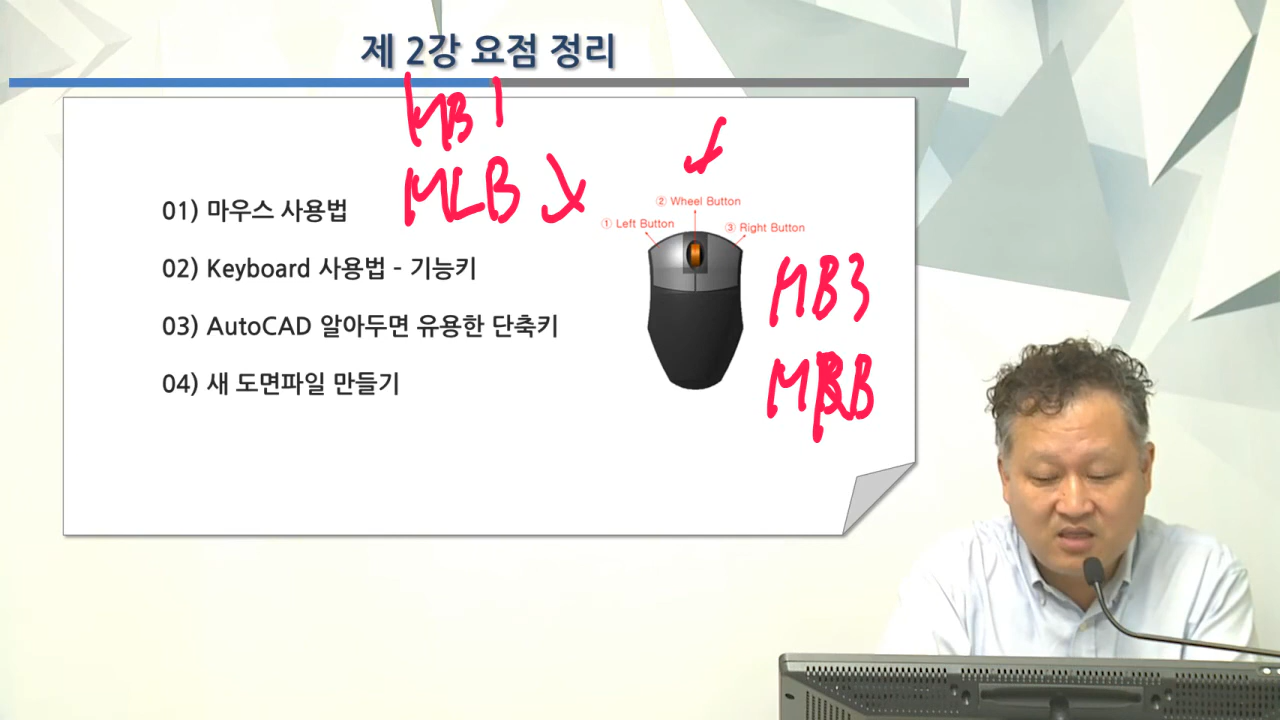 제 2강 요점 정리
MB1
MLB
01) 마우스 사용법
② Wheel Button
① Left Button
③ Right Button
02) Keyboard 사용법 - 기능키
MB3
03) AutoCAD 알아두면 유용한 단축키
MRB
04) 새 도면파일 만들기